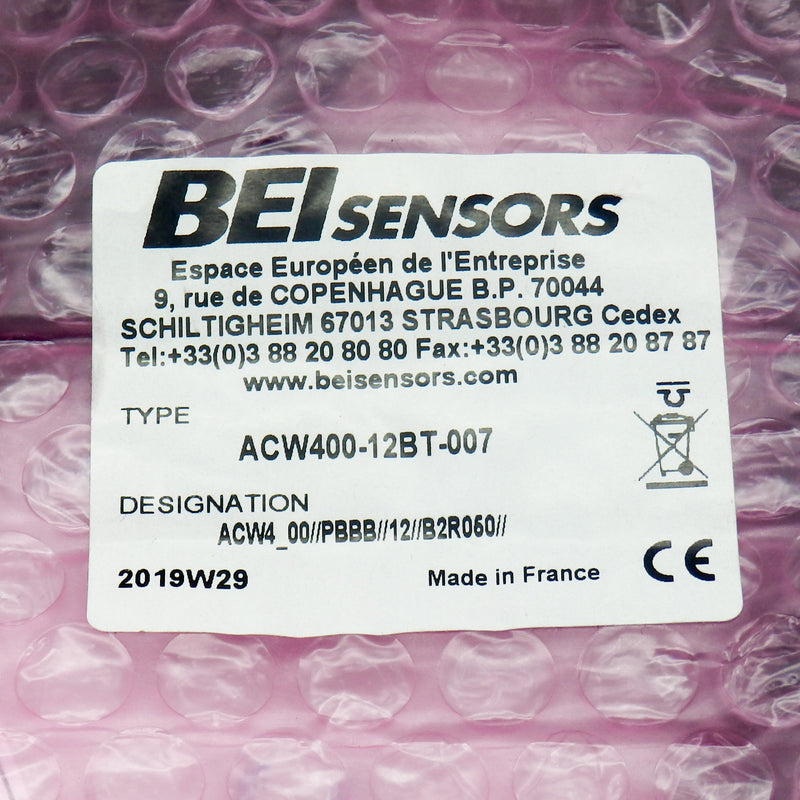 BEI SENSORS
Espace Européen de l'Entreprise
9, rue de COPENHAGUE B.P. 70044
SCHILTIGHEIM 67013 STRASBOURG Cedex
Tel:+33(0)3 88 20 80 80 Fax:+33(0)3 88 20 87 87
www.beisensors.com
TYPE
ACW400-12BT-007
DESIGNATION
ACW4_00//PBBB//12//B2R050//
2019W29
Made in France
CE